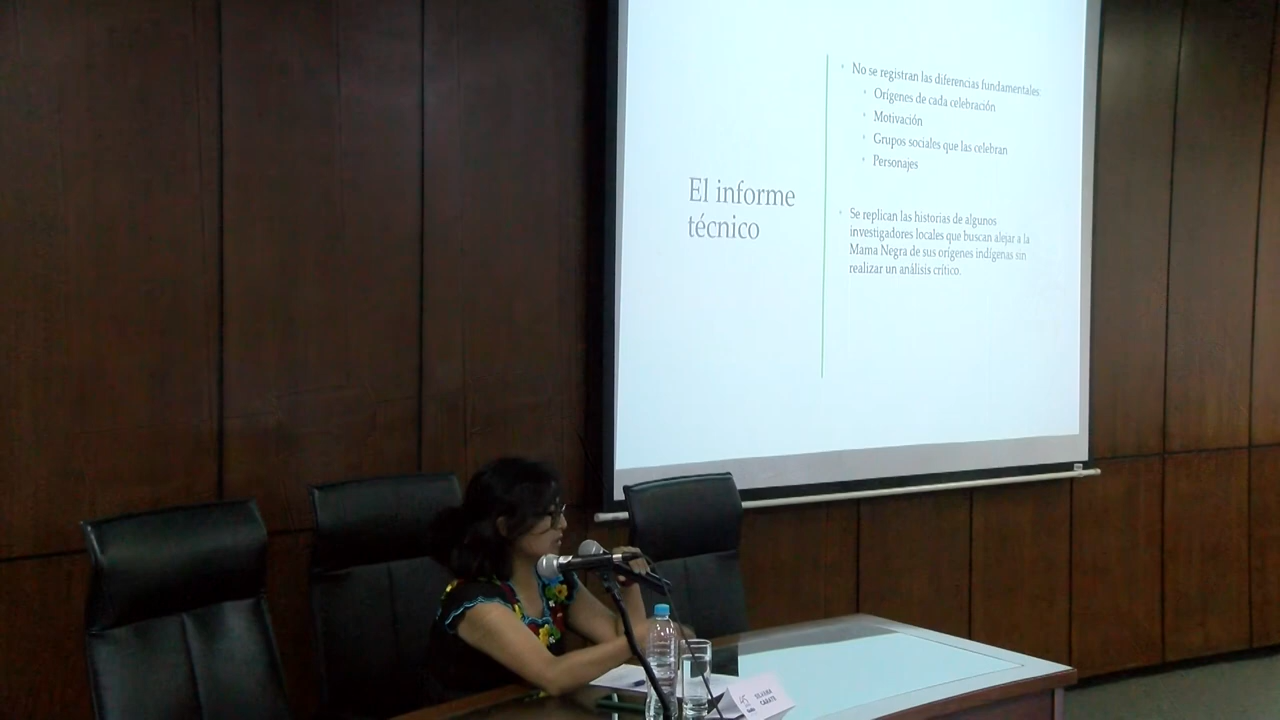 El informe
técnico
No se registran las diferencias fundamentales:
Orígenes de cada celebración
Motivación
Grupos sociales que las celebran
Personajes
Se replican las historias de algunos
investigadores locales que buscan alejar a la
Mama Negra de sus orígenes indígenas sin
realizar un análisis crítico.